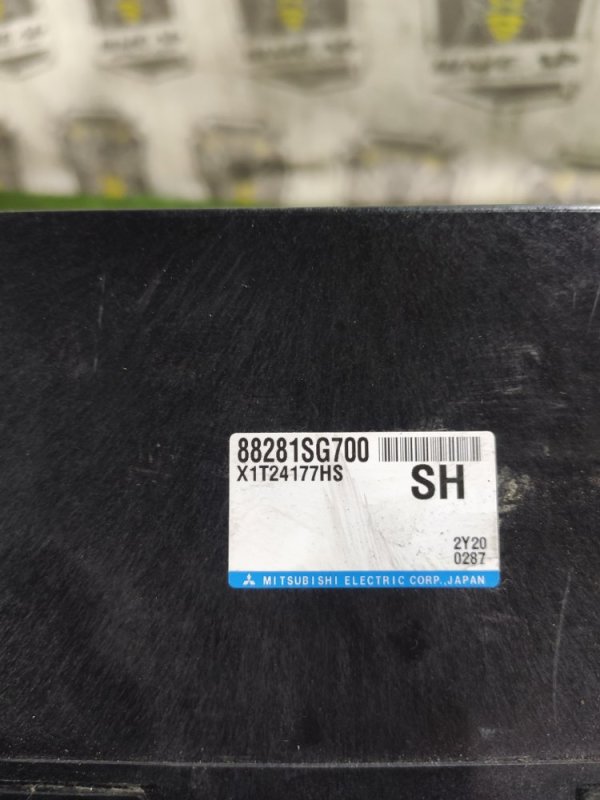 88281SG700
X1T24177HS
SH
2Y20
0287
MITSUBISHI ELECTRIC CORP., JAPAN